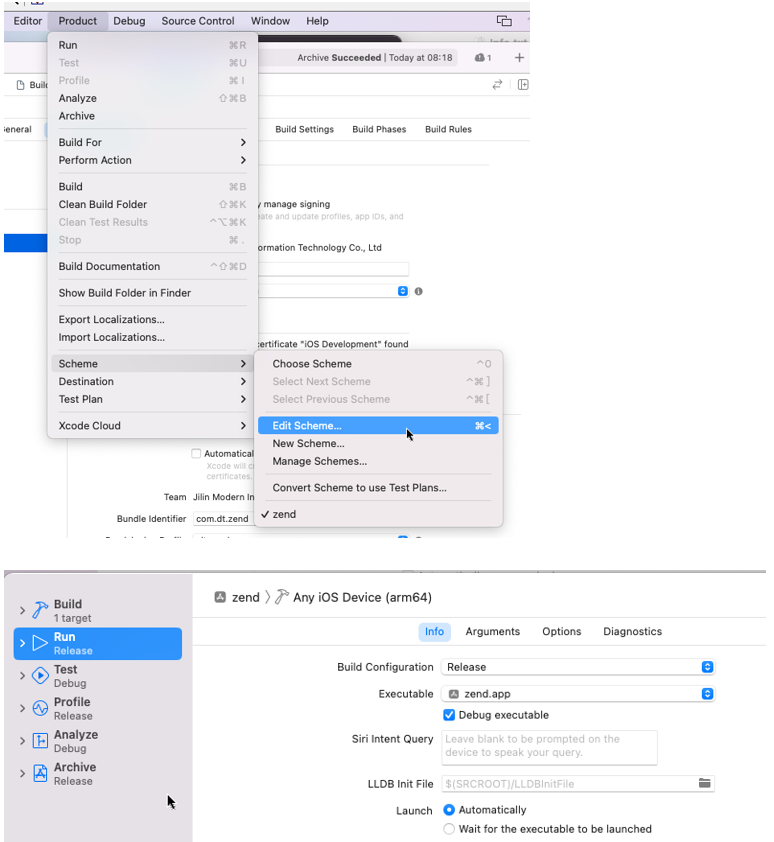 Editor Product Debug Source Control Window Help
Archive Succeeded | Today at 08:18 1
Run ⌘R
Test ⌘U
Profile ⌘I
Analyze ⇧⌘B
Archive
Build For
Perform Action
Build ⌘B
Clean Build Folder ⇧⌘K
Clean Test Results ^⌥⌘K
Stop ⌘.
Build Documentation ^⇧⌘D
Show Build Folder in Finder
Export Localizations...
Import Localizations...
Scheme
Destination
Test Plan
Xcode Cloud
Build Settings Build Phases Build Rules
y manage signing
eate and update profiles, app IDs, and
ormation Technology Co., Ltd
certificate "iOS Development" found
Choose Scheme ^0
Select Next Scheme ^⌘]
Select Previous Scheme ^⌘[
Edit Scheme... ⌘<
New Scheme...
Manage Schemes...
Convert Scheme to use Test Plans...
✓ zend
Automatical
Xcode will c
certificates.
Team Jilin Modern In
Bundle Identifier com.dt.zend
Build
1 target
Run
Release
Test
Debug
Profile
Release
Analyze
Debug
Archive
Release
zend 〉 Any iOS Device (arm64)
Info Arguments Options Diagnostics
Build Configuration Release
Executable zend.app
Debug executable
Siri Intent Query Leave blank to be prompted on the
device to speak your query.
LLDB Init File $(SRCROOT)/LLDBInitFile
Launch Automatically
Wait for the executable to be launched